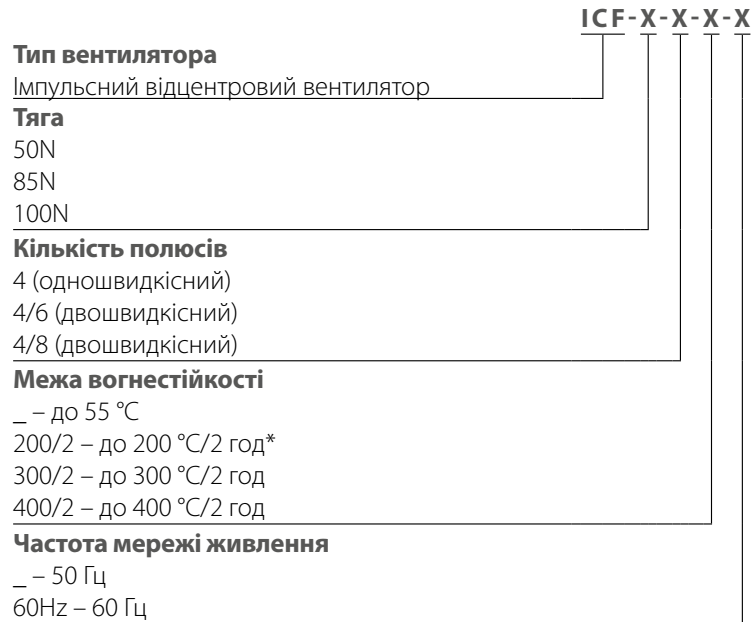 ICF-X-X-X-X
Тип вентилятора
Імпульсний відцентровий вентилятор
Тяга
50N
85N
100N
Кількість полюсів
4 (одношвидкісний)
4/6 (двошвидкісний)
4/8 (двошвидкісний)
Межа вогнестійкості
_ – до 55 °C
200/2 – до 200 °C/2 год*
300/2 – до 300 °C/2 год
400/2 – до 400 °C/2 год
Частота мережі живлення
_ – 50 Гц
60Hz – 60 Гц